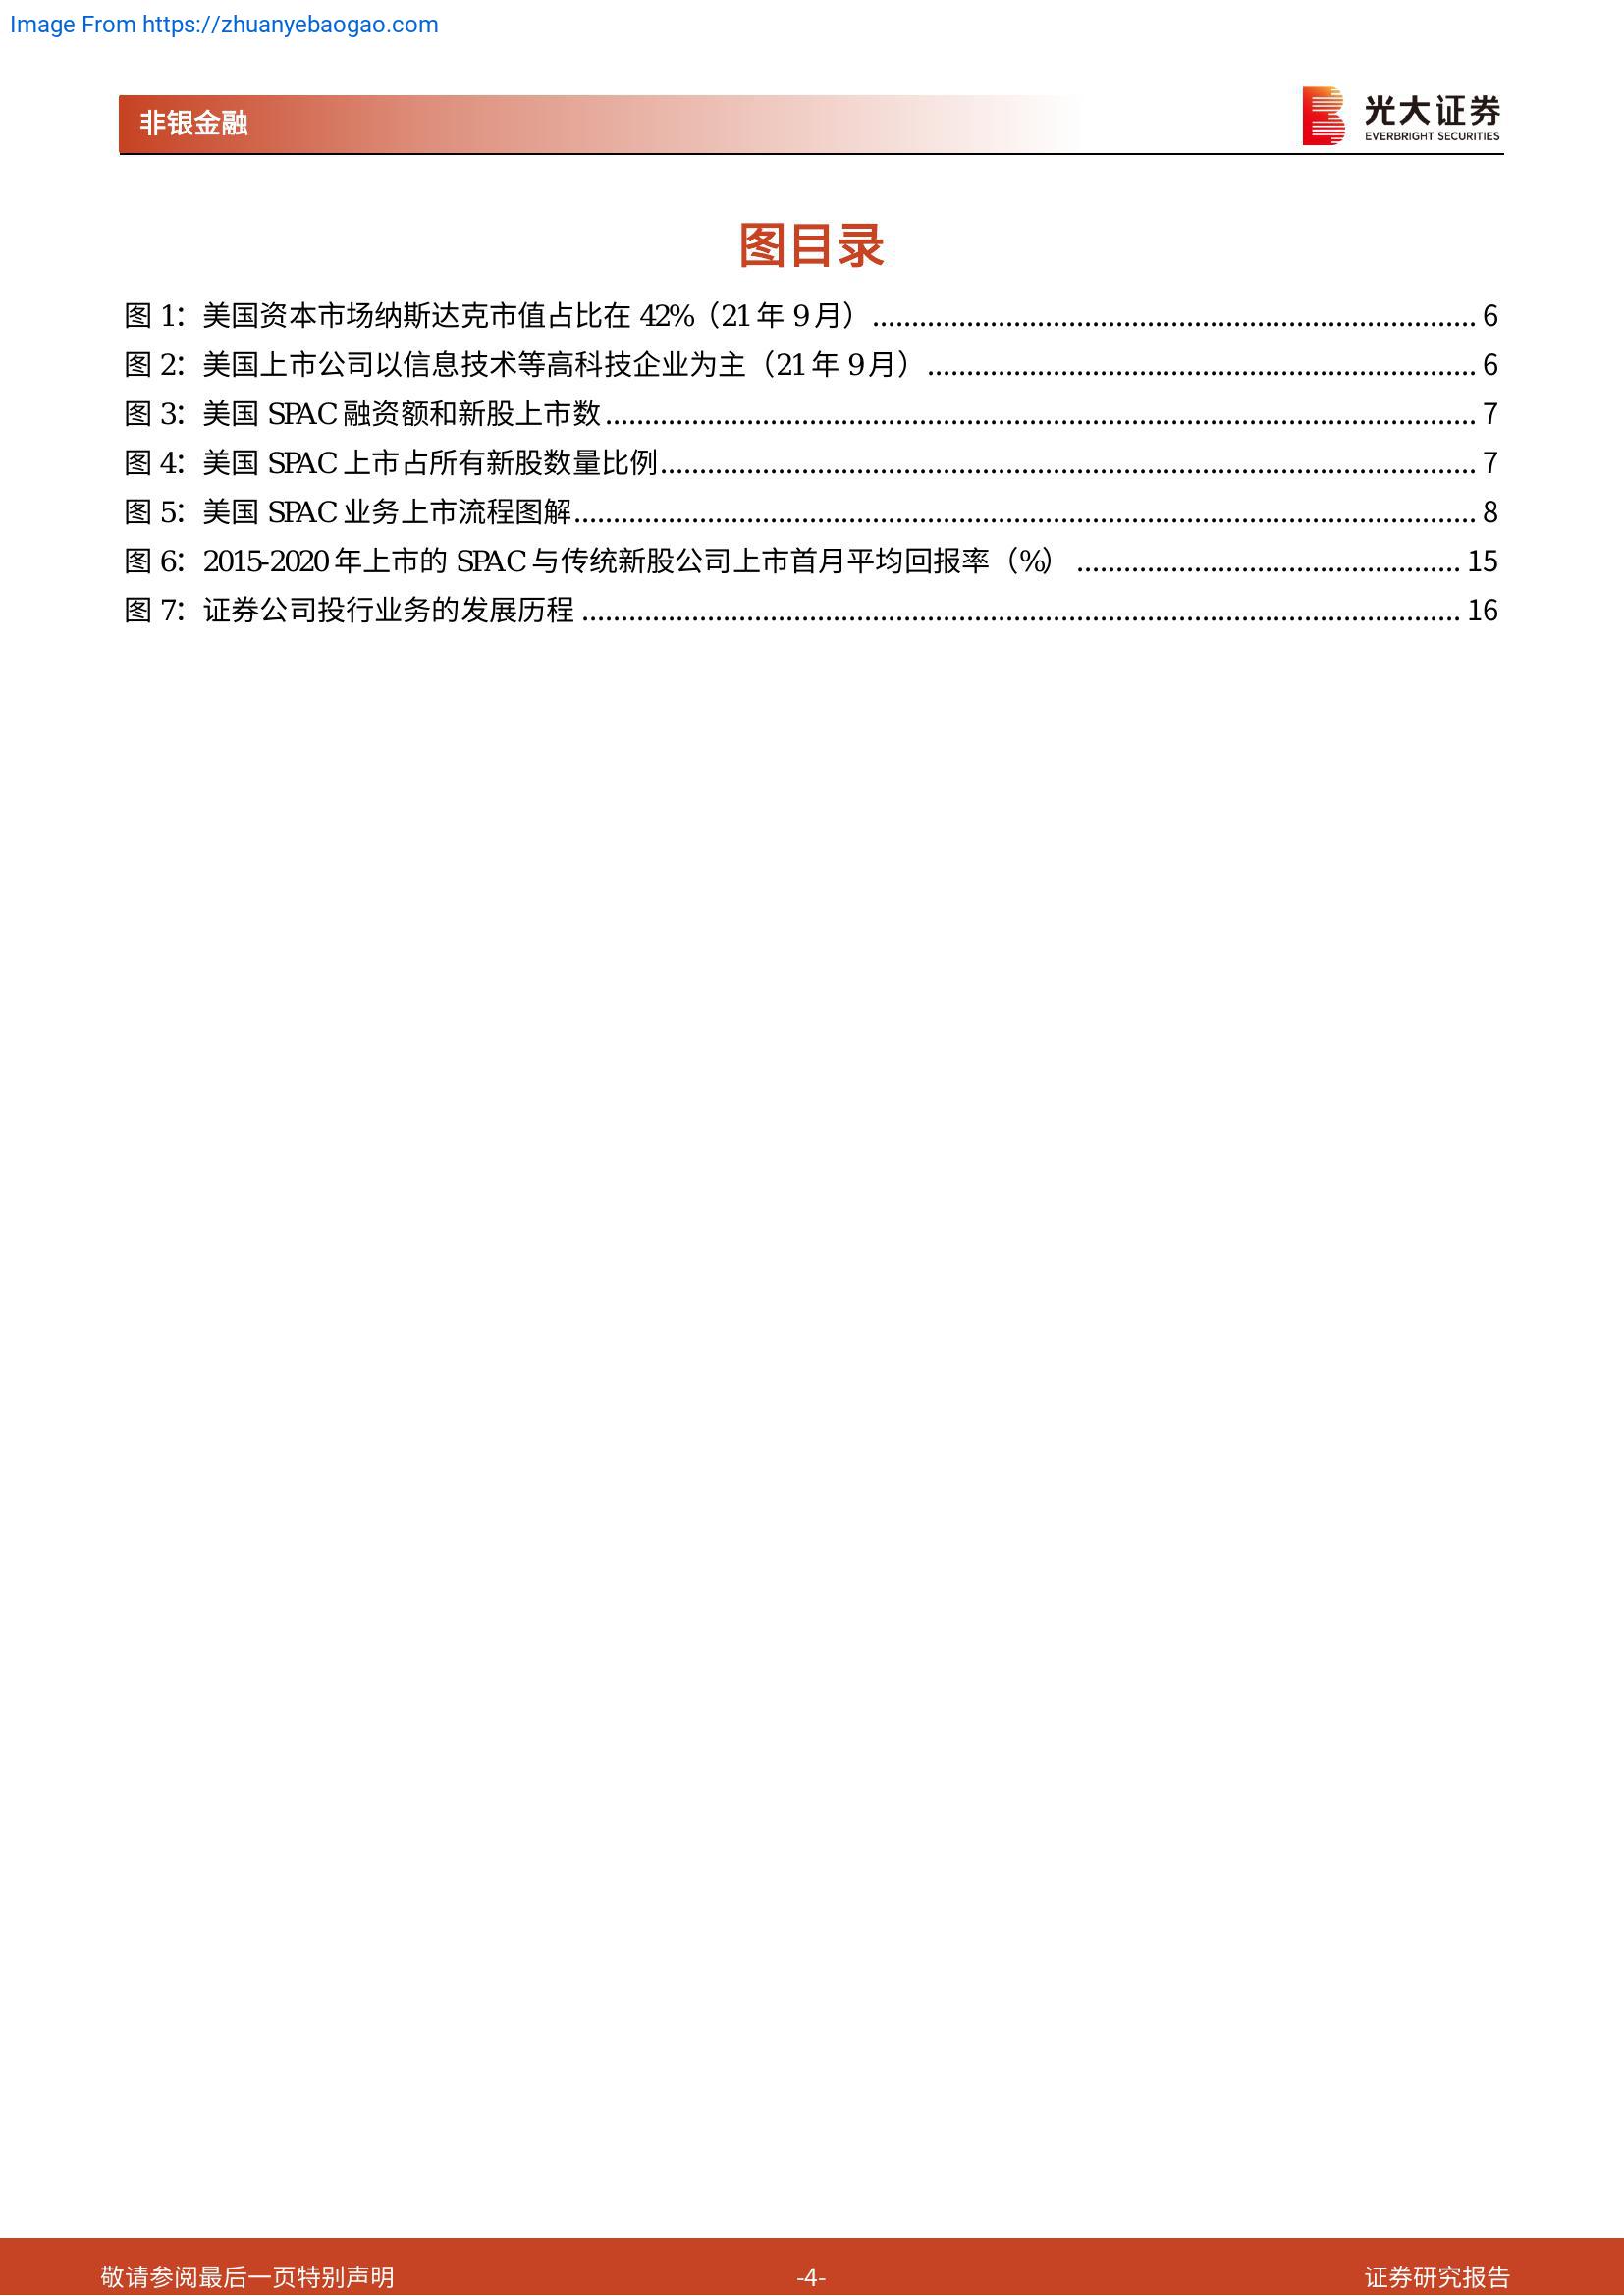 Image From https://zhuanyebaogao.com
非银金融
光大证券
EVERBRIGHT SECURITIES
图目录
图 1：美国资本市场纳斯达克市值占比在 42%（21 年 9 月）...... 6
图 2：美国上市公司以信息技术等高科技企业为主（21 年 9 月）...... 6
图 3：美国 SPAC 融资额和新股上市数...... 7
图 4：美国 SPAC 上市占所有新股数量比例...... 7
图 5：美国 SPAC 业务上市流程图解...... 8
图 6：2015-2020 年上市的 SPAC 与传统新股公司上市首月平均回报率（%）...... 15
图 7：证券公司投行业务的发展历程...... 16
敬请参阅最后一页特别声明 -4- 证券研究报告